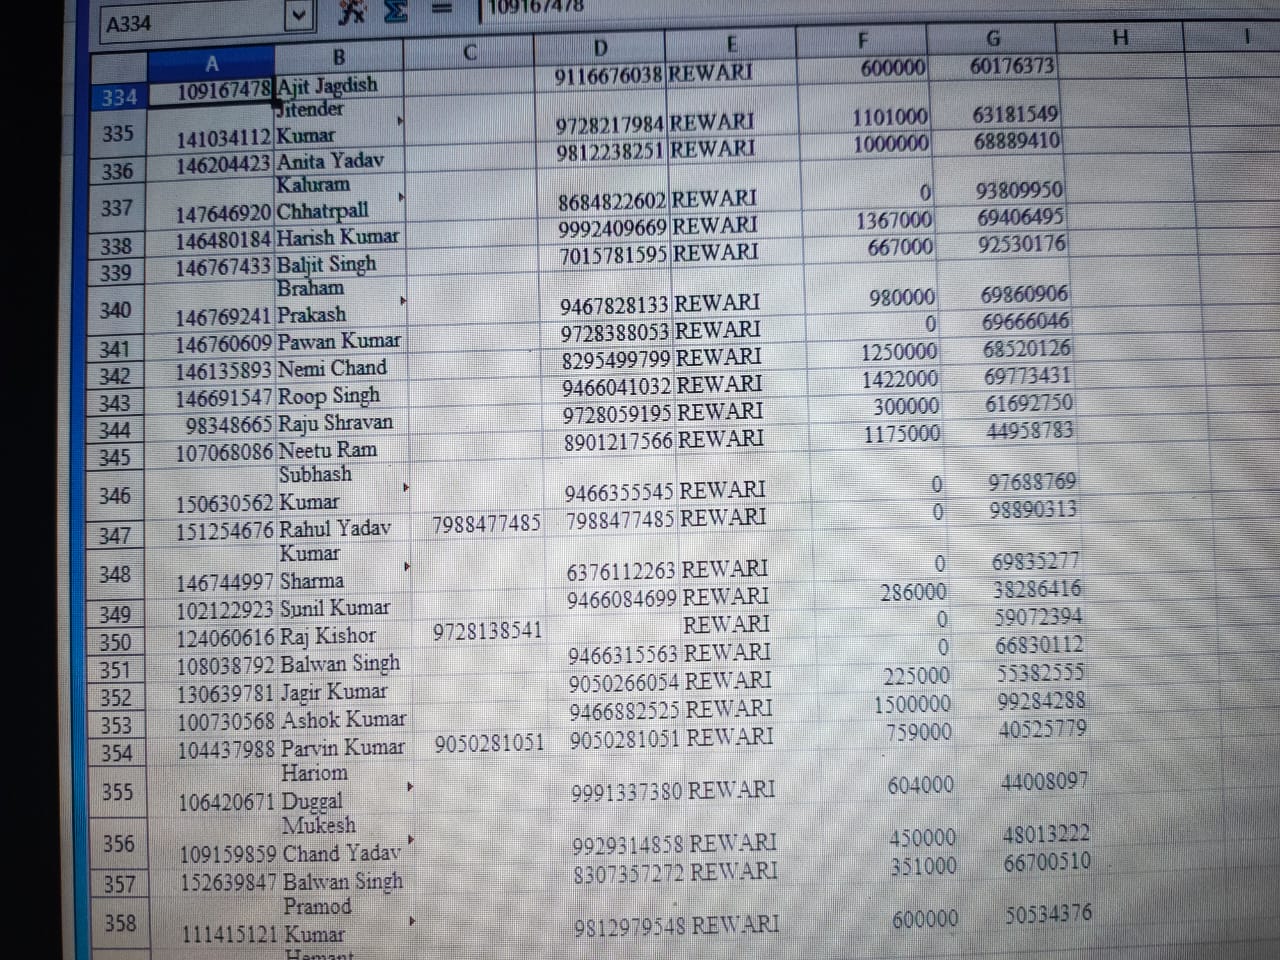 A334
109167478
A B C D E F G H I
334 109167478 Ajit Jagdish 9116676038 REWARI 600000 60176373
335 141034112 Jitender Kumar 9728217984 REWARI 1101000 63181549
336 146204423 Anita Yadav 9812238251 REWARI 1000000 68889410
337 147646920 Kaluram Chhatrpall 8684822602 REWARI 0 93809950
338 146480184 Harish Kumar 9992409669 REWARI 1367000 69406495
339 146767433 Baljit Singh 7015781595 REWARI 667000 92530176
340 146769241 Braham Prakash 9467828133 REWARI 980000 69860906
341 146760609 Pawan Kumar 9728388053 REWARI 0 69666046
342 146135893 Nemi Chand 8295499799 REWARI 1250000 68520126
343 146691547 Roop Singh 9466041032 REWARI 1422000 69773431
344 98348665 Raju Shravan 9728059195 REWARI 300000 61692750
345 107068086 Neetu Ram 8901217566 REWARI 1175000 44958783
346 150630562 Subhash Kumar 9466355545 REWARI 0 97688769
347 151254676 Rahul Yadav 7988477485 7988477485 REWARI 0 98890313
348 146744997 Kumar Sharma 6376112263 REWARI 0 69835277
349 102122923 Sunil Kumar 9466084699 REWARI 286000 38286416
350 124060616 Raj Kishor 9728138541 REWARI 0 59072394
351 108038792 Balwan Singh 9466315563 REWARI 0 66830112
352 130639781 Jagir Kumar 9050266054 REWARI 225000 55382555
353 100730568 Ashok Kumar 9466882525 REWARI 1500000 99284288
354 104437988 Parvin Kumar 9050281051 9050281051 REWARI 759000 40525779
355 106420671 Hariom Duggal 9991337380 REWARI 604000 44008097
356 109159859 Mukesh Chand Yadav 9929314858 REWARI 450000 48013222
357 152639847 Balwan Singh 8307357272 REWARI 351000 66700510
358 111415121 Pramod Kumar 9812979548 REWARI 600000 50534376
Hemant